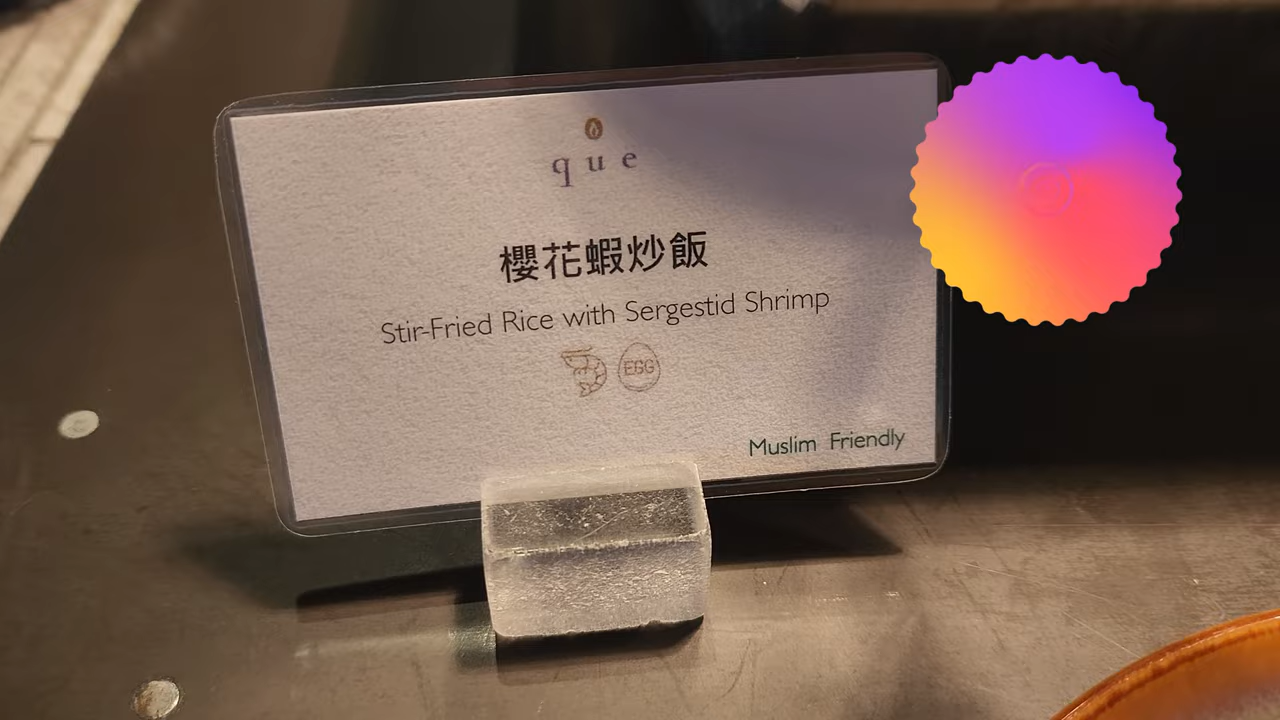 que
櫻花蝦炒飯
Stir-Fried Rice with Sergestid Shrimp
EGG
Muslim Friendly